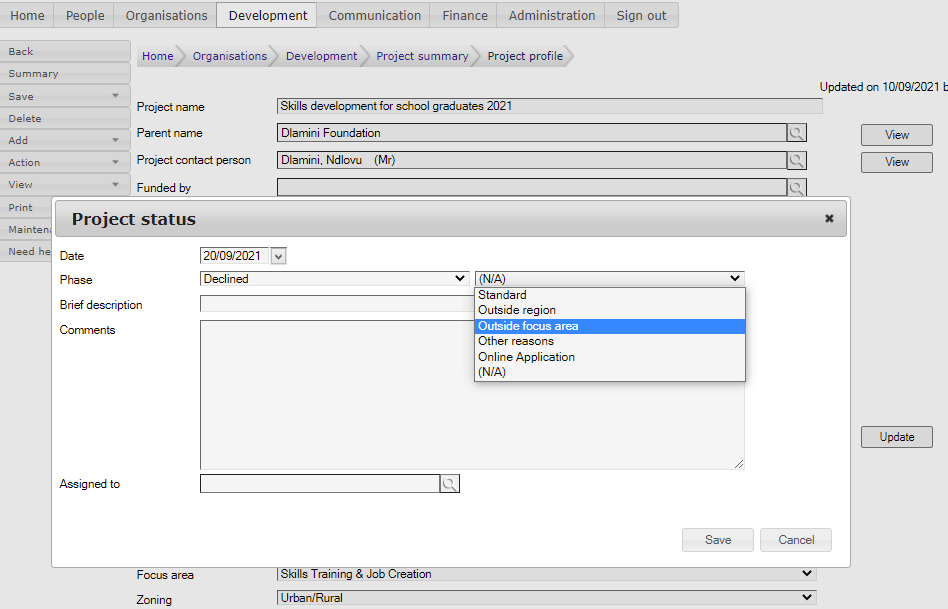 Home People Organisations Development Communication Finance Administration Sign out
Back
Summary
Save
Delete
Add
Action
View
Print
Home Organisations Development Project summary Project profile
Updated on 10/09/2021
Project name Skills development for school graduates 2021
Parent name Dlamini Foundation View
Project contact person Dlamini, Ndlovu (Mr) View
Funded by
Project status
Date 20/09/2021
Phase Declined (N/A)
Standard
Outside region
Outside focus area
Other reasons
Online Application
(N/A)
Brief description
Comments
Update
Assigned to
Save Cancel
Focus area Skills Training & Job Creation
Zoning Urban/Rural